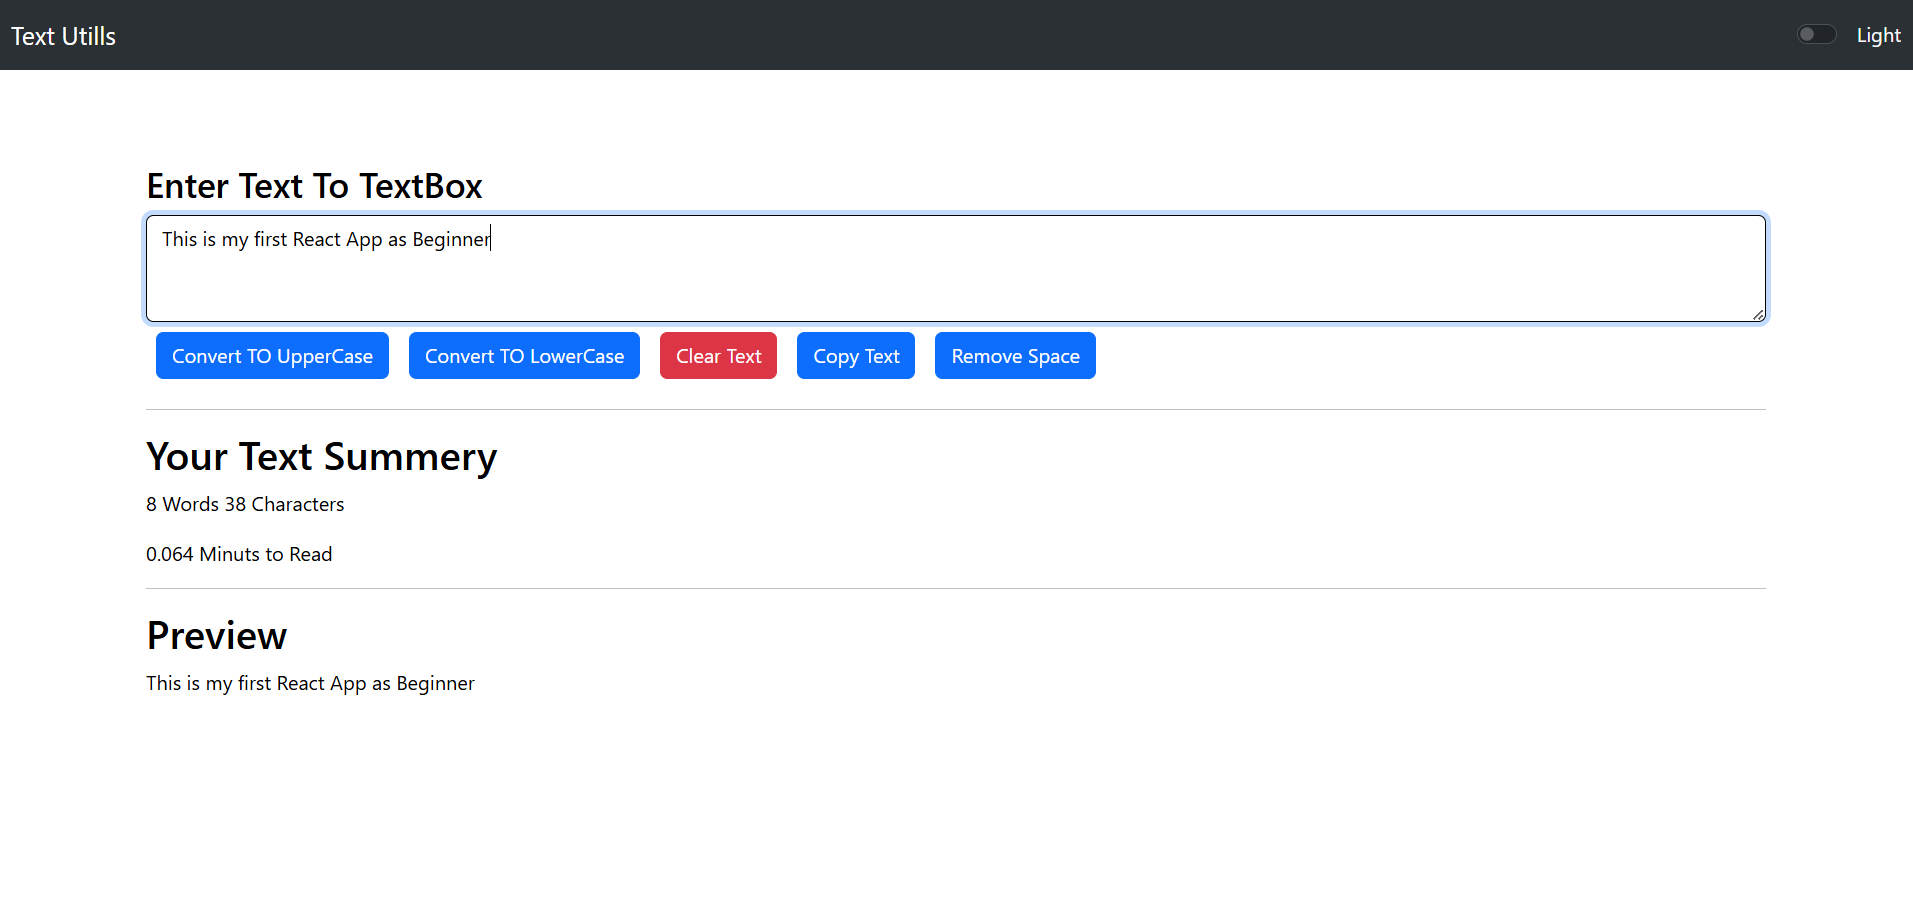 Text Utills
Light
Enter Text To TextBox
This is my first React App as Beginner
Convert TO UpperCase Convert TO LowerCase Clear Text Copy Text Remove Space
Your Text Summery
8 Words 38 Characters
0.064 Minuts to Read
Preview
This is my first React App as Beginner